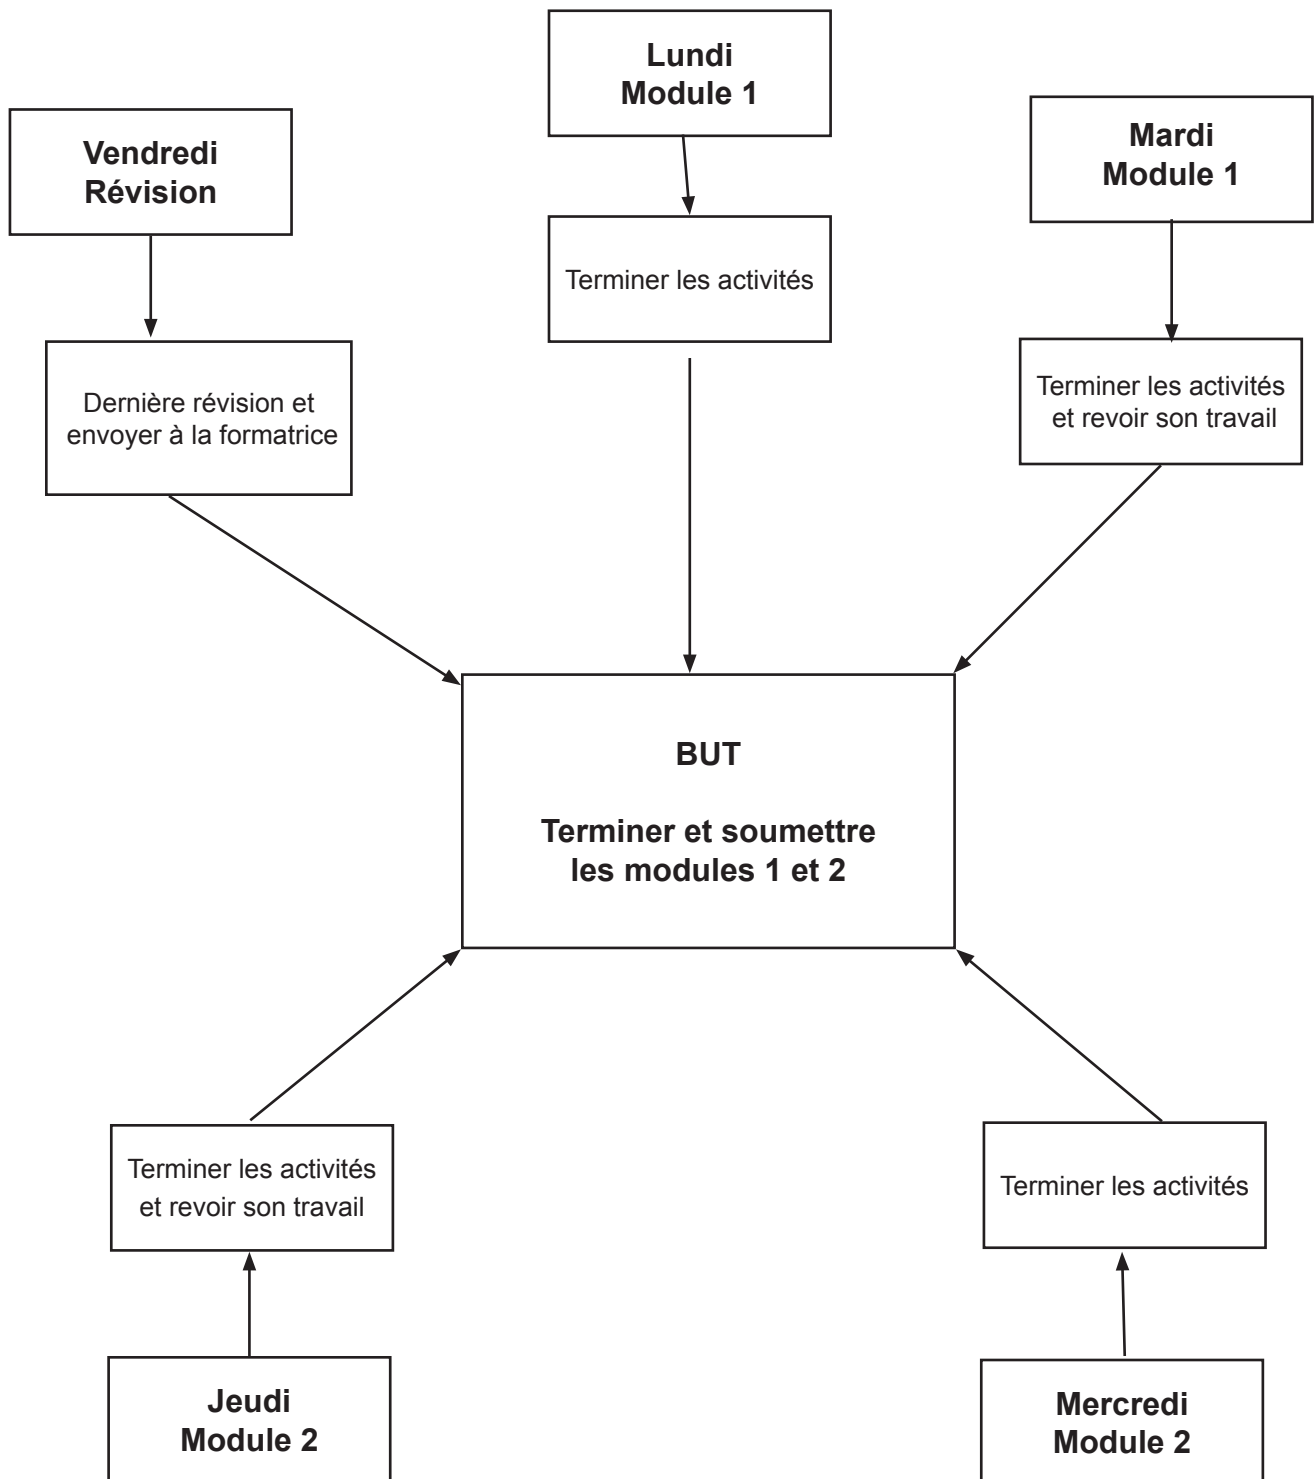 Lundi
Module 1
Vendredi
Révision
Mardi
Module 1
Terminer les activités
Terminer les activités
et revoir son travail
Dernière révision et
envoyer à la formatrice
BUT
Terminer et soumettre
les modules 1 et 2
Terminer les activités
et revoir son travail
Terminer les activités
Jeudi
Module 2
Mercredi
Module 2